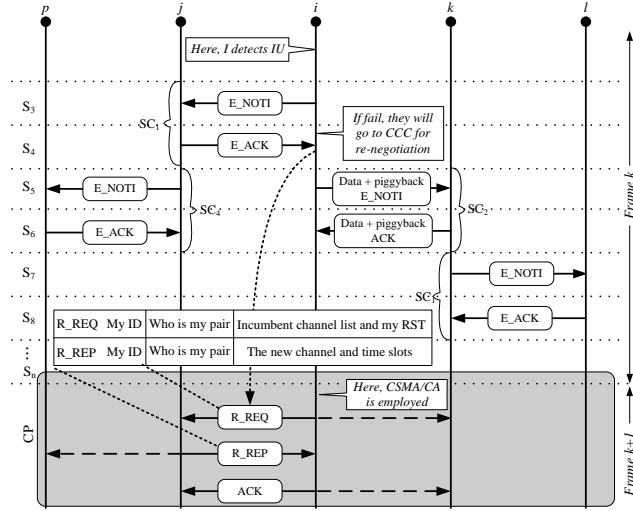 p j i k l
Here, I detects IU
S3
E_NOTI
SC1
If fail, they will
go to CCC for
re-negotiation
S4
E_ACK
S5
E_NOTI
Data + piggyback
E_NOTI
SC4
SC2
S6
E_ACK
Data + piggyback
ACK
Frame k
S7
E_NOTI
SC
S8
E_ACK
R_REQ My ID Who is my pair Incumbent channel list and my RST
R_REP My ID Who is my pair The new channel and time slots
...
Sn
Here, CSMA/CA
is employed
CP
R_REQ
R_REP
ACK
Frame k+1